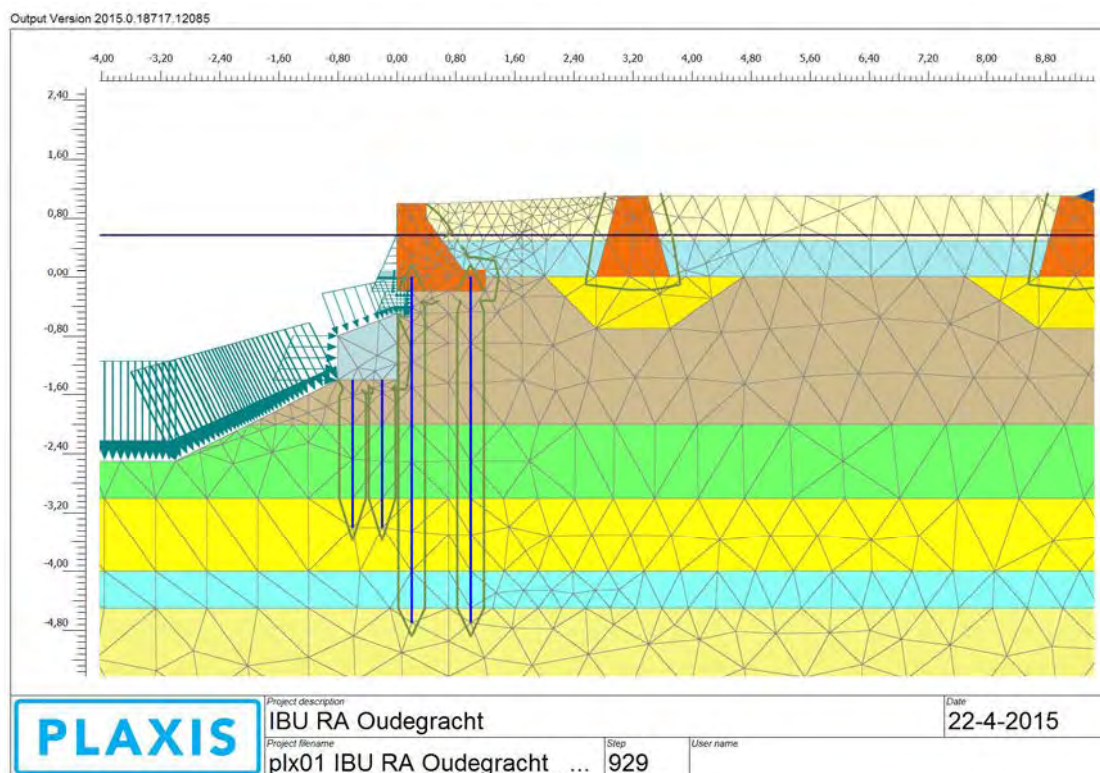 Output Version 2015.0.18717.12085
-4,00 -3,20 -2,40 -1,60 -0,80 0,00 0,80 1,60 2,40 3,20 4,00 4,80 5,60 6,40 7,20 8,00 8,80
2,40
1,60
0,80
0,00
-0,80
-1,60
-2,40
-3,20
-4,00
-4,80
PLAXIS
Project description
IBU RA Oudegracht
Date
22-4-2015
Project filename
plx01 IBU RA Oudegracht ...
Step
929
User name